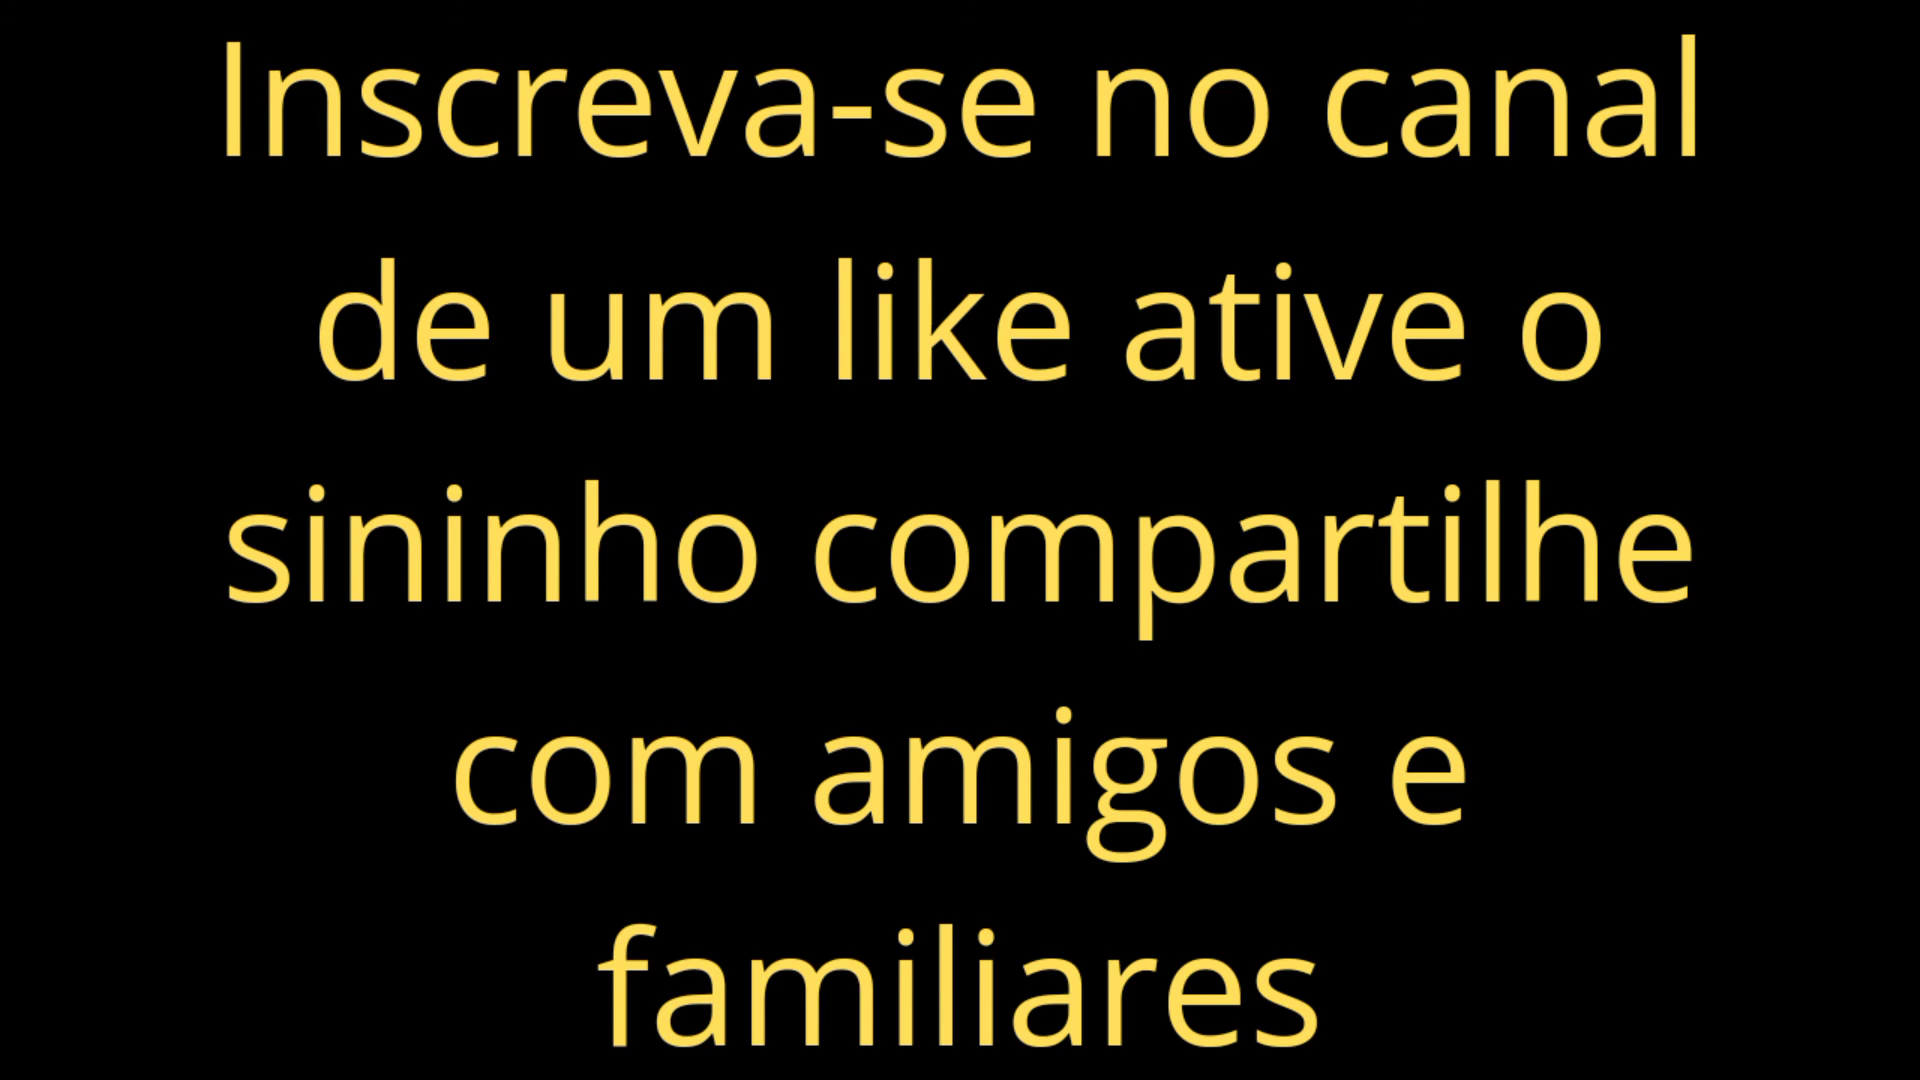 Inscreva-se no canal
de um like ative o
sininho compartilhe
com amigos e
familiares